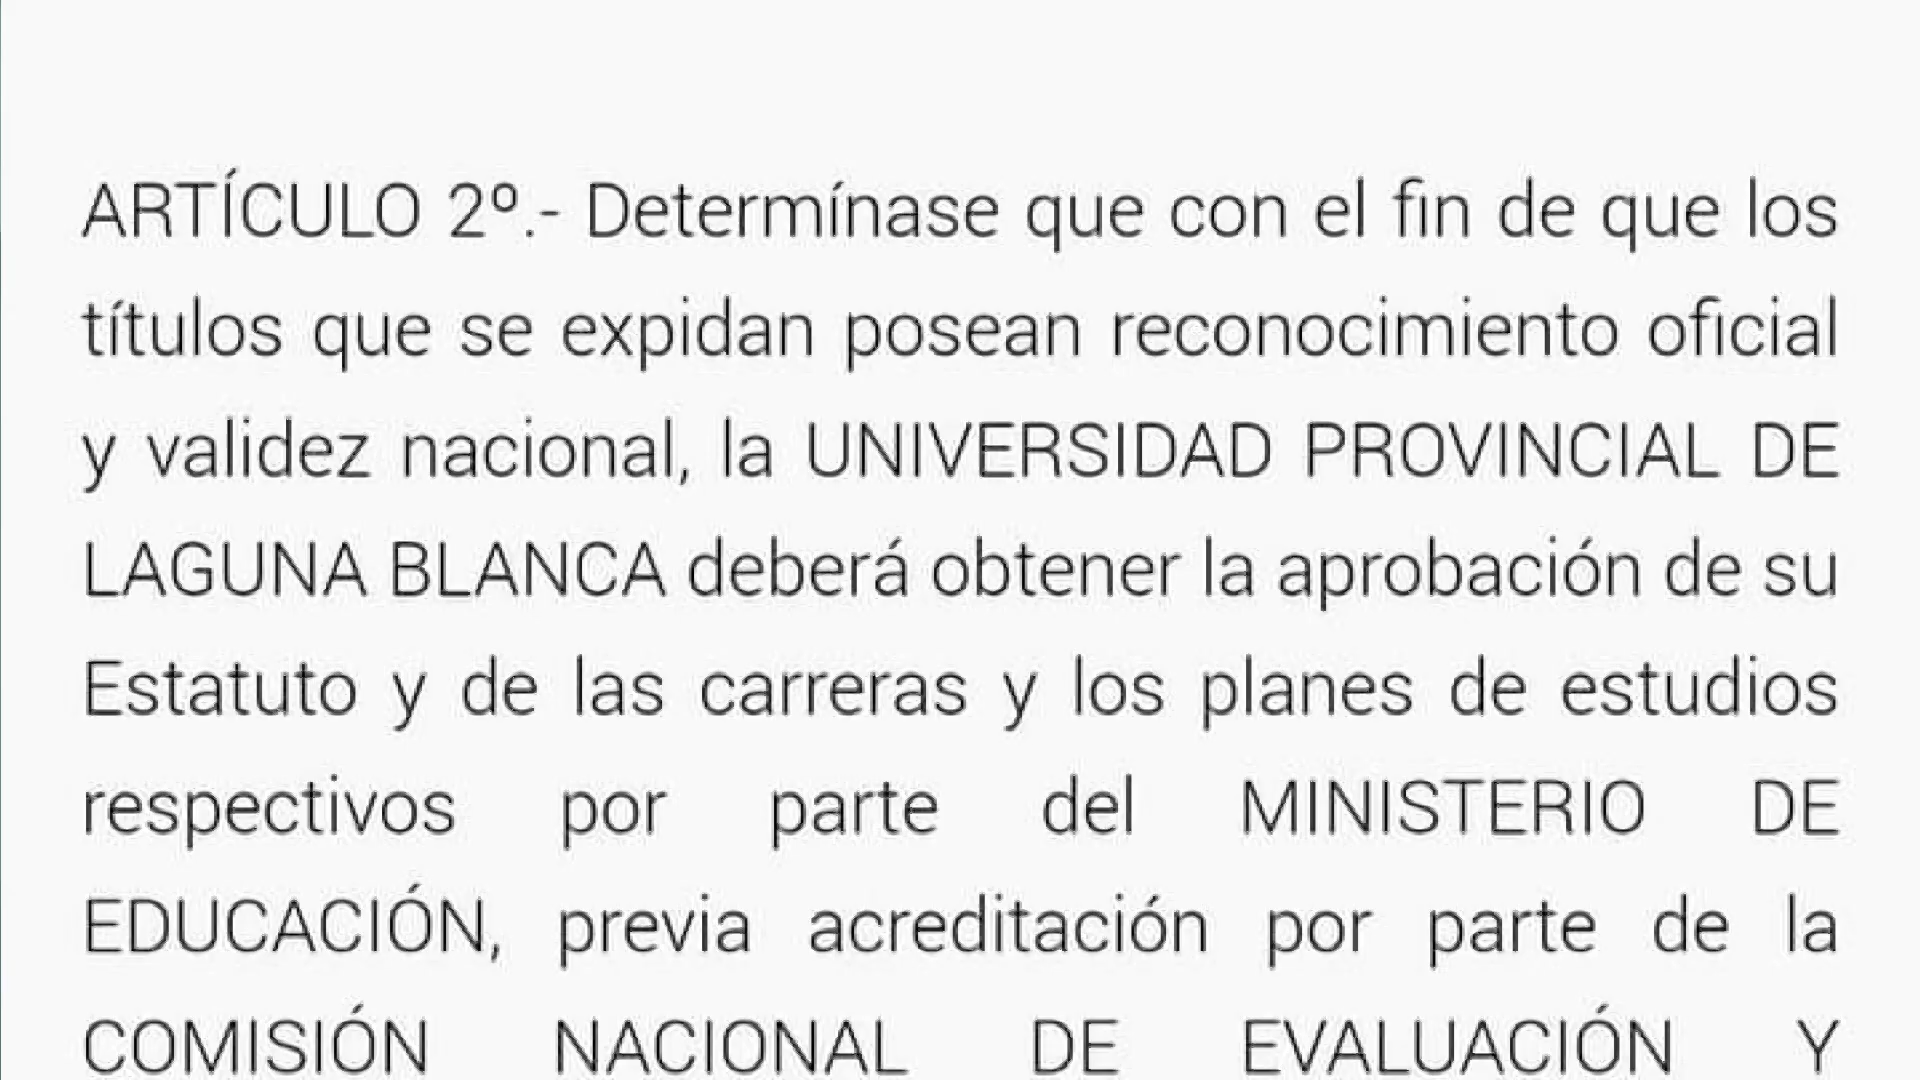 ARTÍCULO 2º.- Determínase que con el fin de que los
títulos que se expidan posean reconocimiento oficial
y validez nacional, la UNIVERSIDAD PROVINCIAL DE
LAGUNA BLANCA deberá obtener la aprobación de su
Estatuto y de las carreras y los planes de estudios
respectivos por parte del MINISTERIO DE
EDUCACIÓN, previa acreditación por parte de la
COMISIÓN NACIONAL DE EVALUACIÓN Y